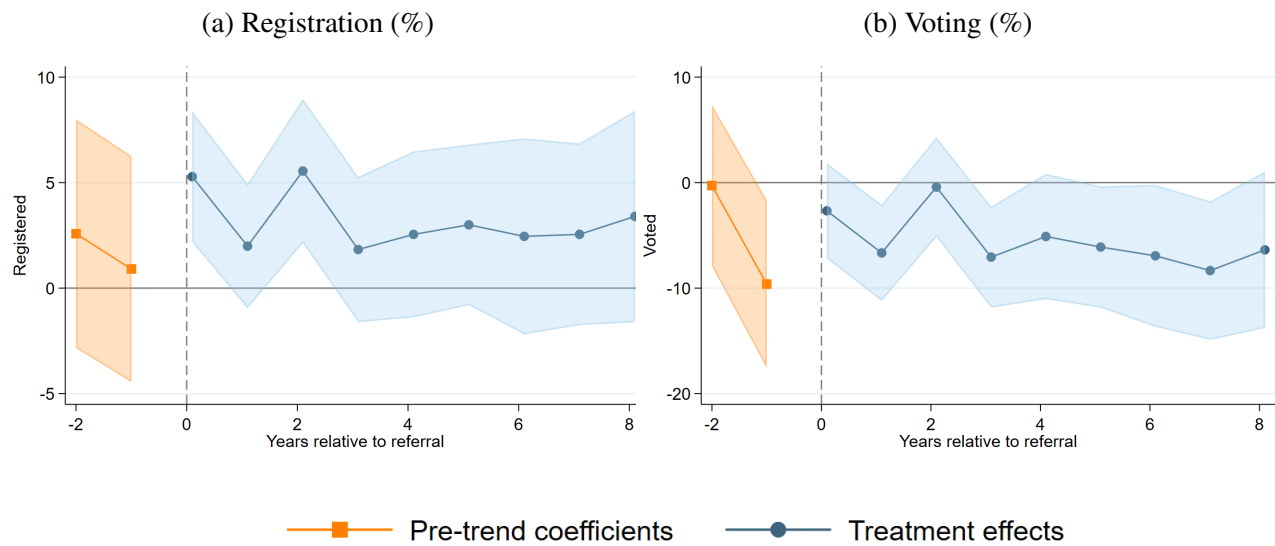 (a) Registration (%)
(b) Voting (%)
10
5
0
-5
Registered
-2
0
2
4
6
8
Years relative to referral
10
0
-10
-20
Voted
-2
0
2
4
6
8
Years relative to referral
Pre-trend coefficients
Treatment effects